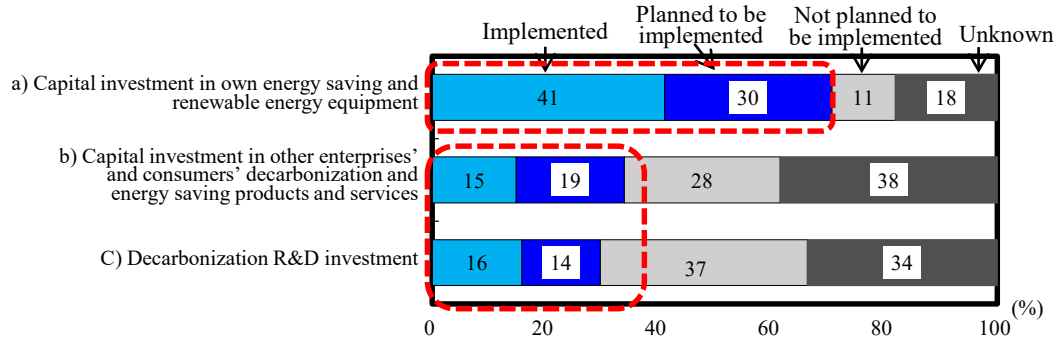 Implemented
Planned to be
implemented
Not planned to
be implemented
Unknown
a) Capital investment in own energy saving and
renewable energy equipment
41
30
11
18
b) Capital investment in other enterprises'
and consumers' decarbonization and
energy saving products and services
15
19
28
38
C) Decarbonization R&D investment
16
14
37
34
0
20
40
60
80
100
(%)